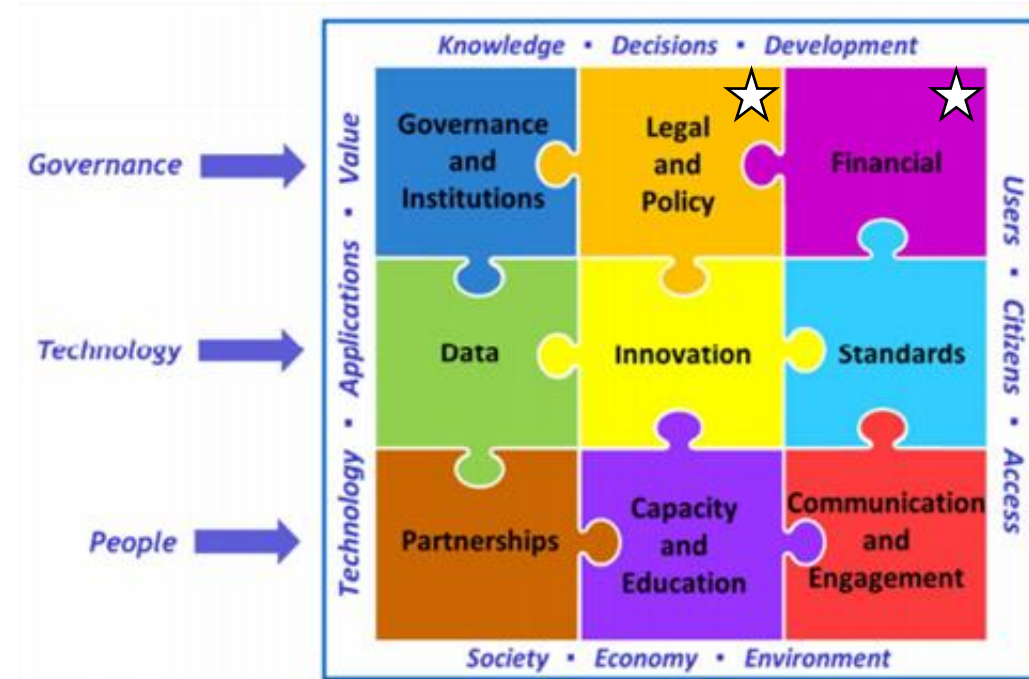 Knowledge • Decisions • Development
Governance
Technology
People
Technology • Applications • Value
Governance
and
Institutions
Legal
and
Policy
Financial
Data
Innovation
Standards
Partnerships
Capacity
and
Education
Communication
and
Engagement
Users • Citizens • Access
Society • Economy • Environment